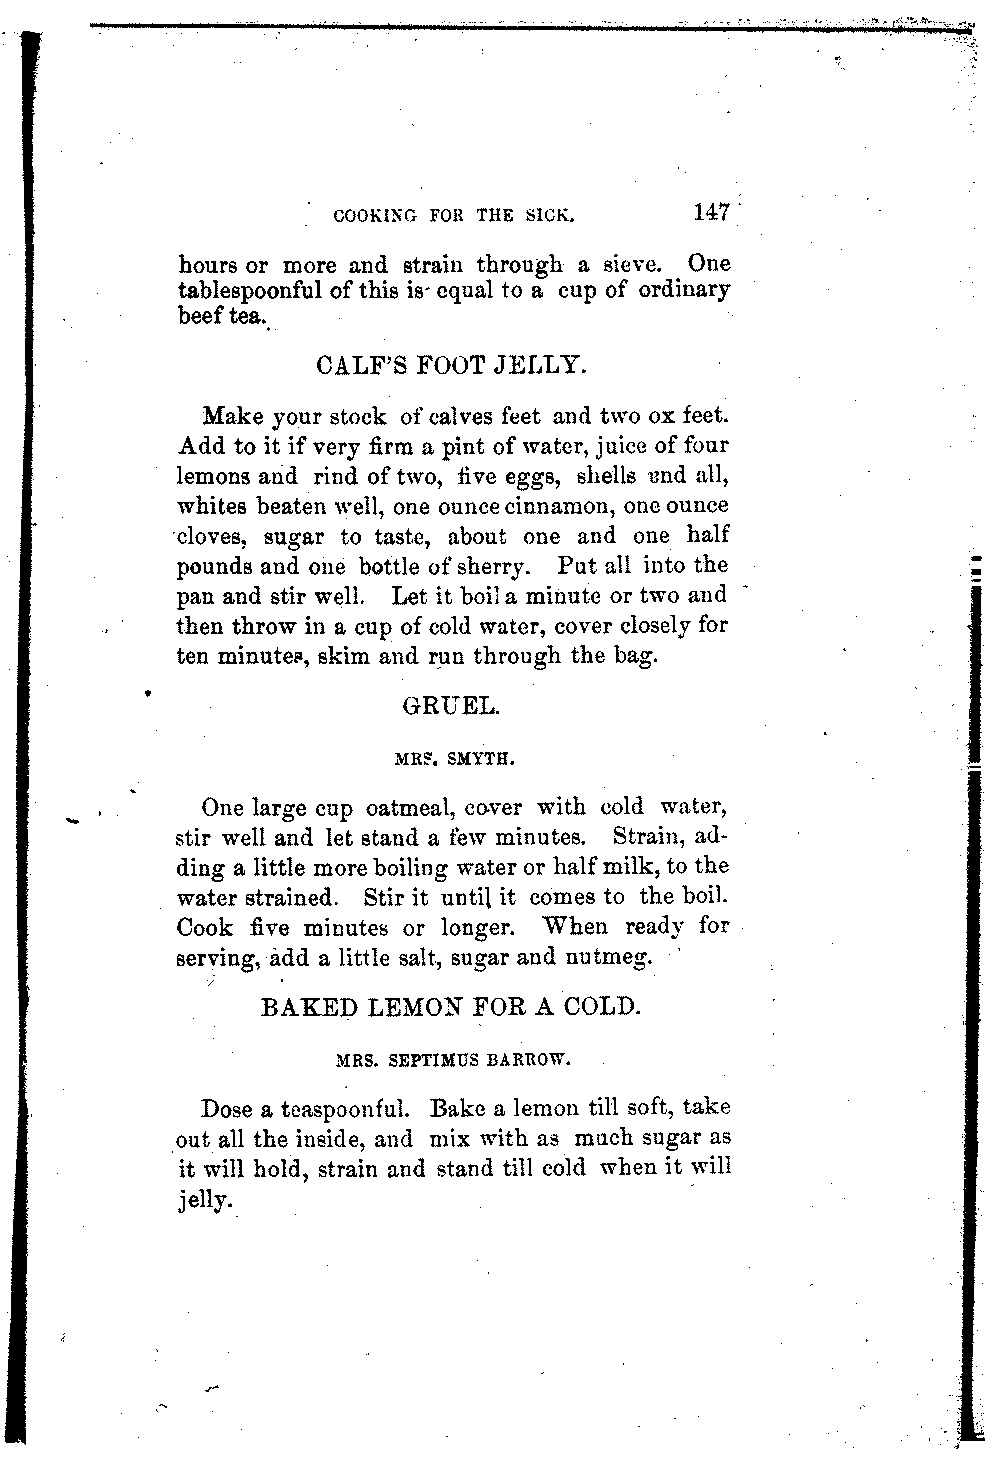 COOKING FOR THE SICK. 147
hours or more and strain through a sieve. One
tablespoonful of this is equal to a cup of ordinary
beef tea.
CALF'S FOOT JELLY.
Make your stock of calves feet and two ox feet.
Add to it if very firm a pint of water, juice of four
lemons and rind of two, five eggs, shells and all,
whites beaten well, one ounce cinnamon, one ounce
cloves, sugar to taste, about one and one half
pounds and one bottle of sherry. Put all into the
pan and stir well. Let it boil a minute or two and
then throw in a cup of cold water, cover closely for
ten minutes, skim and run through the bag.
GRUEL.
MRS. SMYTH.
One large cup oatmeal, cover with cold water,
stir well and let stand a few minutes. Strain, ad-
ding a little more boiling water or half milk, to the
water strained. Stir it until it comes to the boil.
Cook five minutes or longer. When ready for
serving, add a little salt, sugar and nutmeg.
BAKED LEMON FOR A COLD.
MRS. SEPTIMUS BARROW.
Dose a teaspoonful. Bake a lemon till soft, take
out all the inside, and mix with as much sugar as
it will hold, strain and stand till cold when it will
jelly.